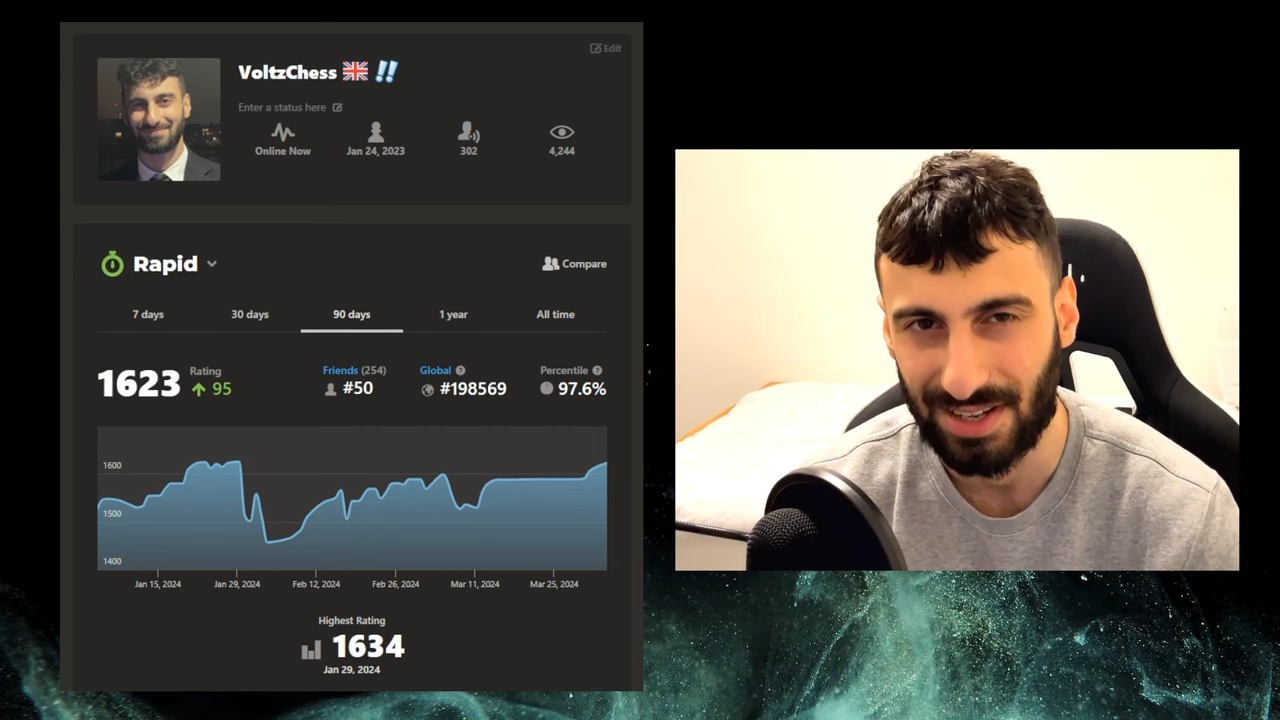 Edit
VoltzChess
Enter a status here
Online Now
Jan 24, 2023
302
4,244
Rapid
Compare
7 days
30 days
90 days
1 year
All time
1623
Rating
95
Friends (254)
#50
Global
#198569
Percentile
97.6%
1600
1500
1400
Jan 15, 2024
Jan 29, 2024
Feb 12, 2024
Feb 26, 2024
Mar 11, 2024
Mar 25, 2024
Highest Rating
1634
Jan 29, 2024